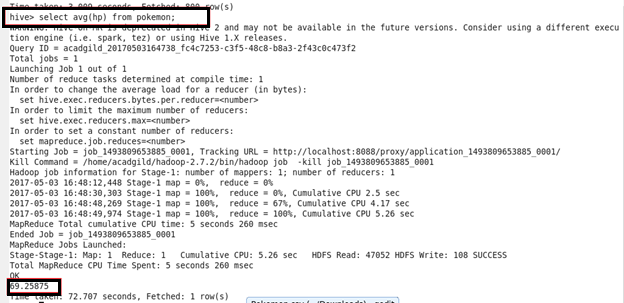 Time taken: 3.009 seconds, Fetched: 800 row(s)
hive> select avg(hp) from pokemon;
WARNING: Hive-on-MR is deprecated in Hive 2 and may not be available in the future versions. Consider using a different execu
tion engine (i.e. spark, tez) or using Hive 1.X releases.
Query ID = acadgild_20170503164738_fc4c7253-c3f5-48c8-b8a3-2f43c0c473f2
Total jobs = 1
Launching Job 1 out of 1
Number of reduce tasks determined at compile time: 1
In order to change the average load for a reducer (in bytes):
set hive.exec.reducers.bytes.per.reducer=<number>
In order to limit the maximum number of reducers:
set hive.exec.reducers.max=<number>
In order to set a constant number of reducers:
set mapreduce.job.reduces=<number>
Starting Job = job_1493809653885_0001, Tracking URL = http://localhost:8088/proxy/application_1493809653885_0001/
Kill Command = /home/acadgild/hadoop-2.7.2/bin/hadoop job  -kill job_1493809653885_0001
Hadoop job information for Stage-1: number of mappers: 1; number of reducers: 1
2017-05-03 16:48:12,448 Stage-1 map = 0%,  reduce = 0%
2017-05-03 16:48:30,303 Stage-1 map = 100%,  reduce = 0%, Cumulative CPU 2.5 sec
2017-05-03 16:48:48,269 Stage-1 map = 100%,  reduce = 67%, Cumulative CPU 4.17 sec
2017-05-03 16:48:49,974 Stage-1 map = 100%,  reduce = 100%, Cumulative CPU 5.26 sec
MapReduce Total cumulative CPU time: 5 seconds 260 msec
Ended Job = job_1493809653885_0001
MapReduce Jobs Launched:
Stage-Stage-1: Map: 1  Reduce: 1   Cumulative CPU: 5.26 sec   HDFS Read: 47052 HDFS Write: 108 SUCCESS
Total MapReduce CPU Time Spent: 5 seconds 260 msec
OK
69.25875
Time taken: 72.707 seconds, Fetched: 1 row(s)
Pokemon.csv (~/Downloads) - gedit